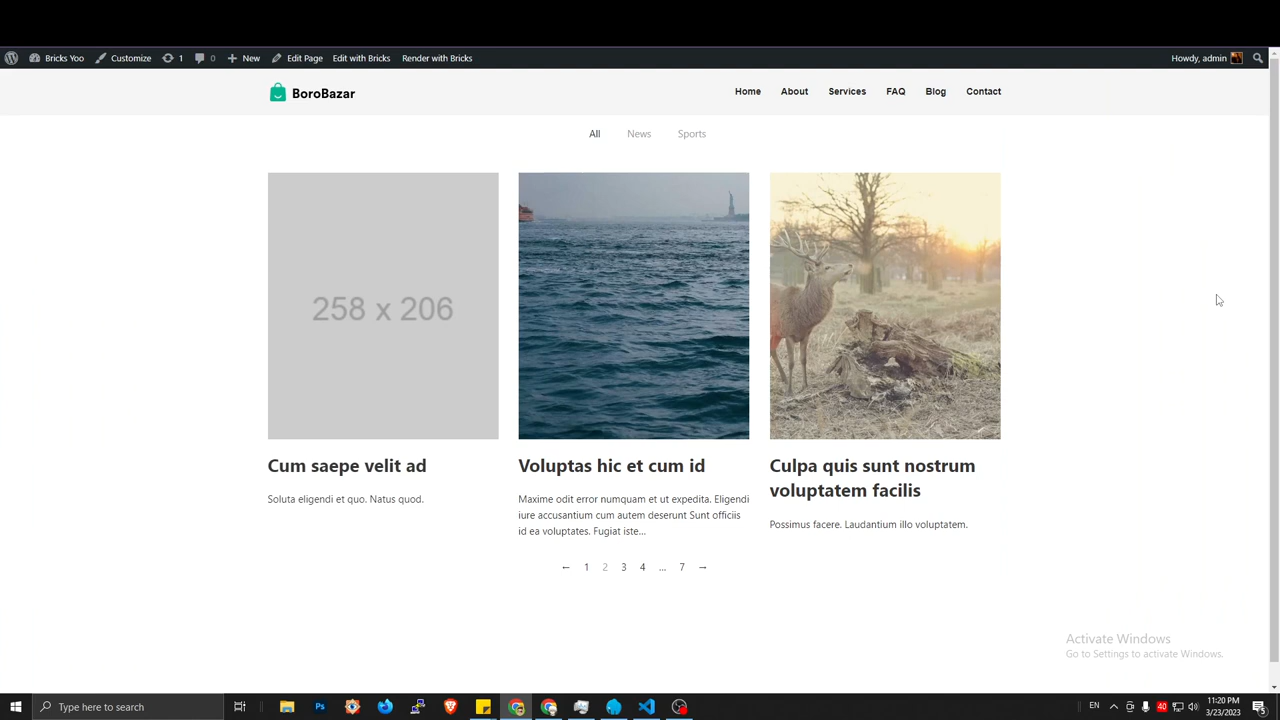 Bricks Yoo Customize 1 0 New Edit Page Edit with Bricks Render with Bricks Howdy, admin
BoroBazar Home About Services FAQ Blog Contact
All News Sports
258 x 206
Cum saepe velit ad
Soluta eligendi et quo. Natus quod.
Voluptas hic et cum id
Maxime odit error numquam et ut expedita. Eligendi
iure accusantium cum autem deserunt Sunt officiis
id ea voluptates. Fugiat iste...
Culpa quis sunt nostrum
voluptatem facilis
Possimus facere. Laudantium illo voluptatem.
← 1 2 3 4 ... 7 →
Activate Windows
Go to Settings to activate Windows.
Type here to search EN 40 11:20 PM
3/23/2023